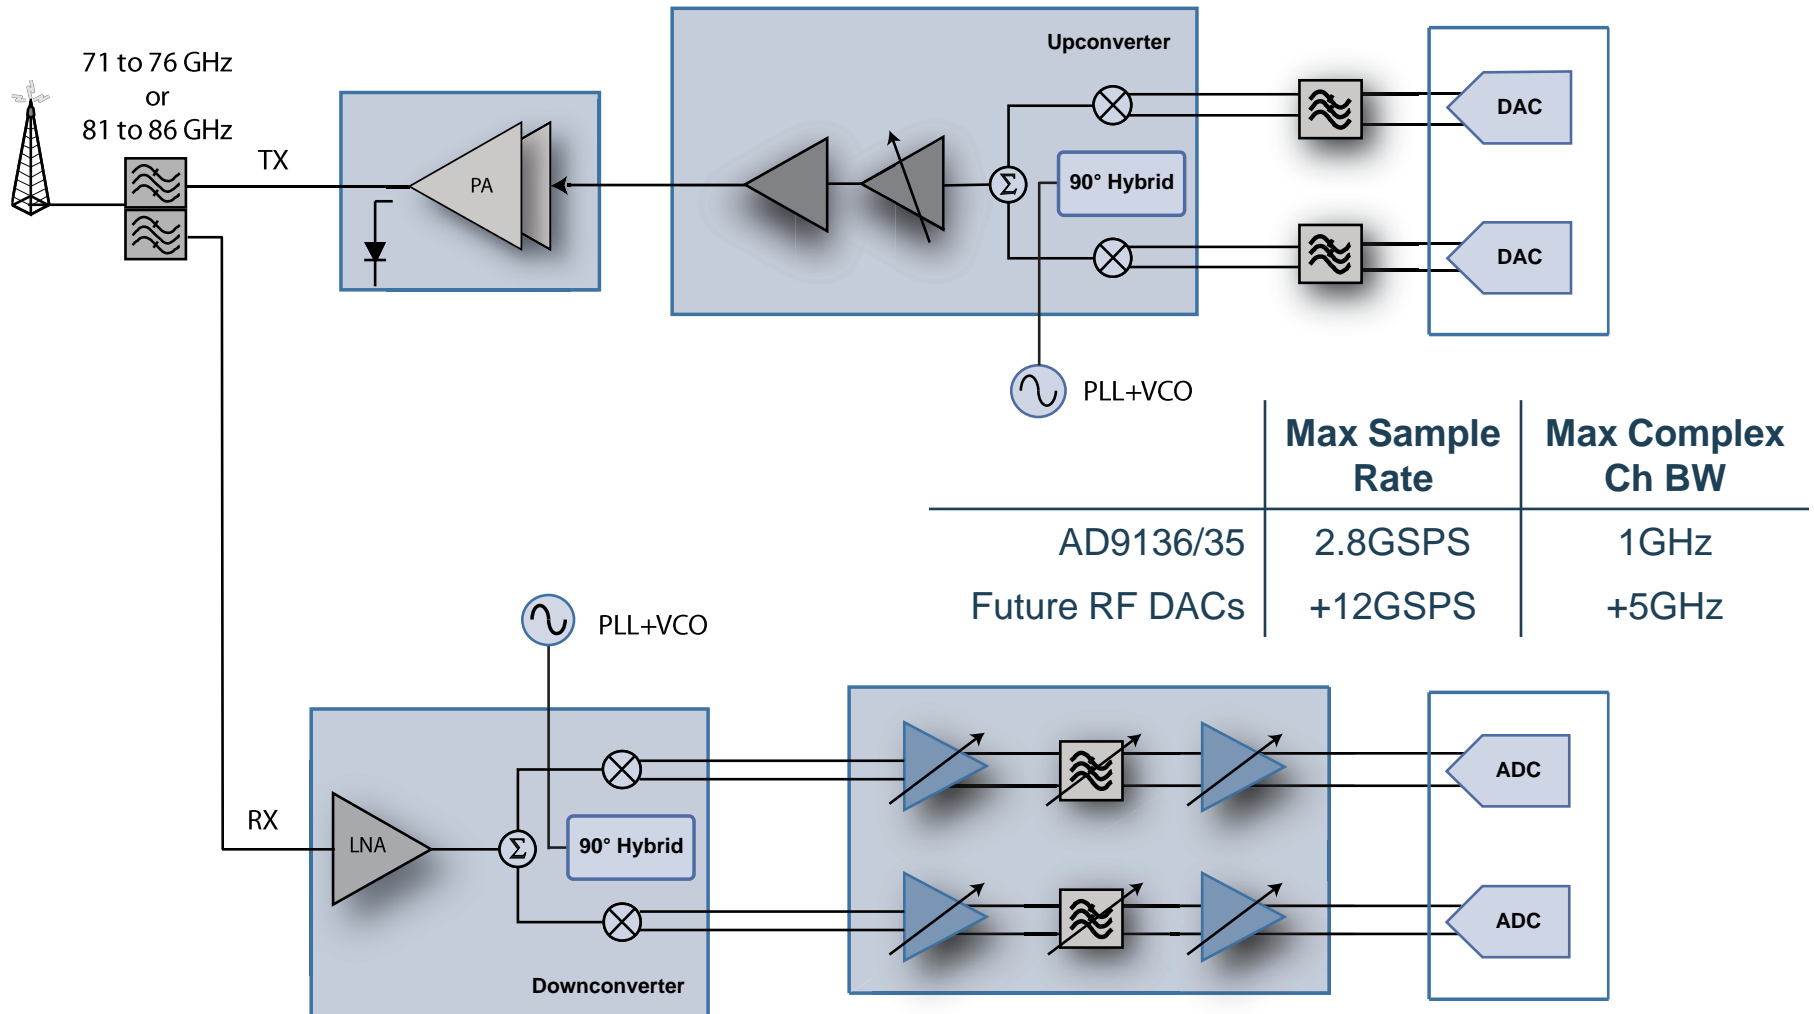 Upconverter
71 to 76 GHz
or
81 to 86 GHz
TX
PA
Σ
90° Hybrid
DAC
DAC
PLL+VCO
Max Sample
Rate
Max Complex
Ch BW
AD9136/35
2.8GSPS
1GHz
Future RF DACs
+12GSPS
+5GHz
PLL+VCO
RX
LNA
Σ
90° Hybrid
ADC
ADC
Downconverter